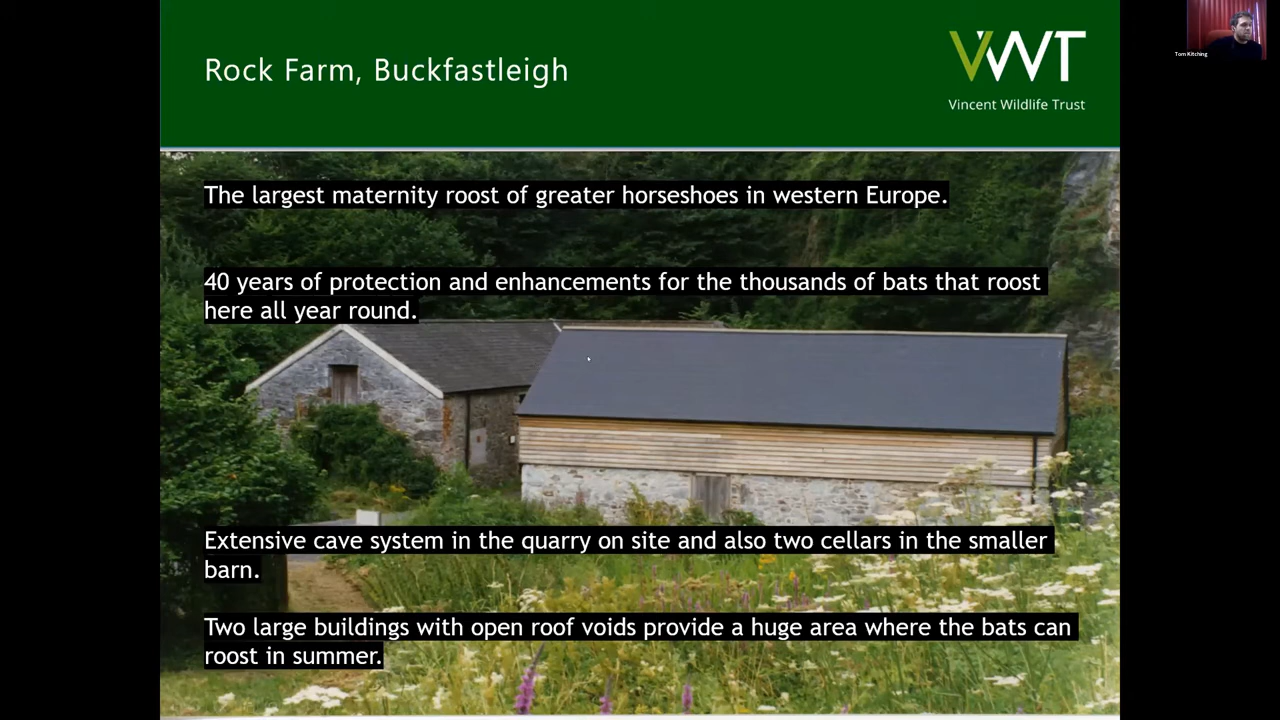 Rock Farm, Buckfastleigh
VWT
Vincent Wildlife Trust
Tom Kitching
The largest maternity roost of greater horseshoes in western Europe.
40 years of protection and enhancements for the thousands of bats that roost
here all year round.
Extensive cave system in the quarry on site and also two cellars in the smaller
barn.
Two large buildings with open roof voids provide a huge area where the bats can
roost in summer.